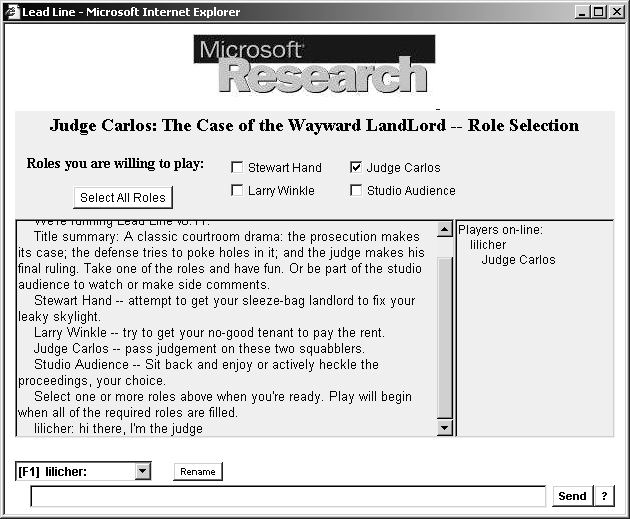 Lead Line - Microsoft Internet Explorer
Microsoft
Research
Judge Carlos: The Case of the Wayward LandLord -- Role Selection
Roles you are willing to play:
Select All Roles
Stewart Hand
Judge Carlos
Larry Winkle
Studio Audience
We're running Lead Line v0.11.
Title summary: A classic courtroom drama: the prosecution makes
its case; the defense tries to poke holes in it; and the judge makes his
final ruling. Take one of the roles and have fun. Or be part of the studio
audience to watch or make side comments.
Stewart Hand -- attempt to get your sleeze-bag landlord to fix your
leaky skylight.
Larry Winkle -- try to get your no-good tenant to pay the rent.
Judge Carlos -- pass judgement on these two squabblers.
Studio Audience -- Sit back and enjoy or actively heckle the
proceedings, your choice.
Select one or more roles above when you're ready. Play will begin
when all of the required roles are filled.
lilicher: hi there, I'm the judge
Players on-line:
lilicher
Judge Carlos
[F1] lilicher:
Rename
Send
?